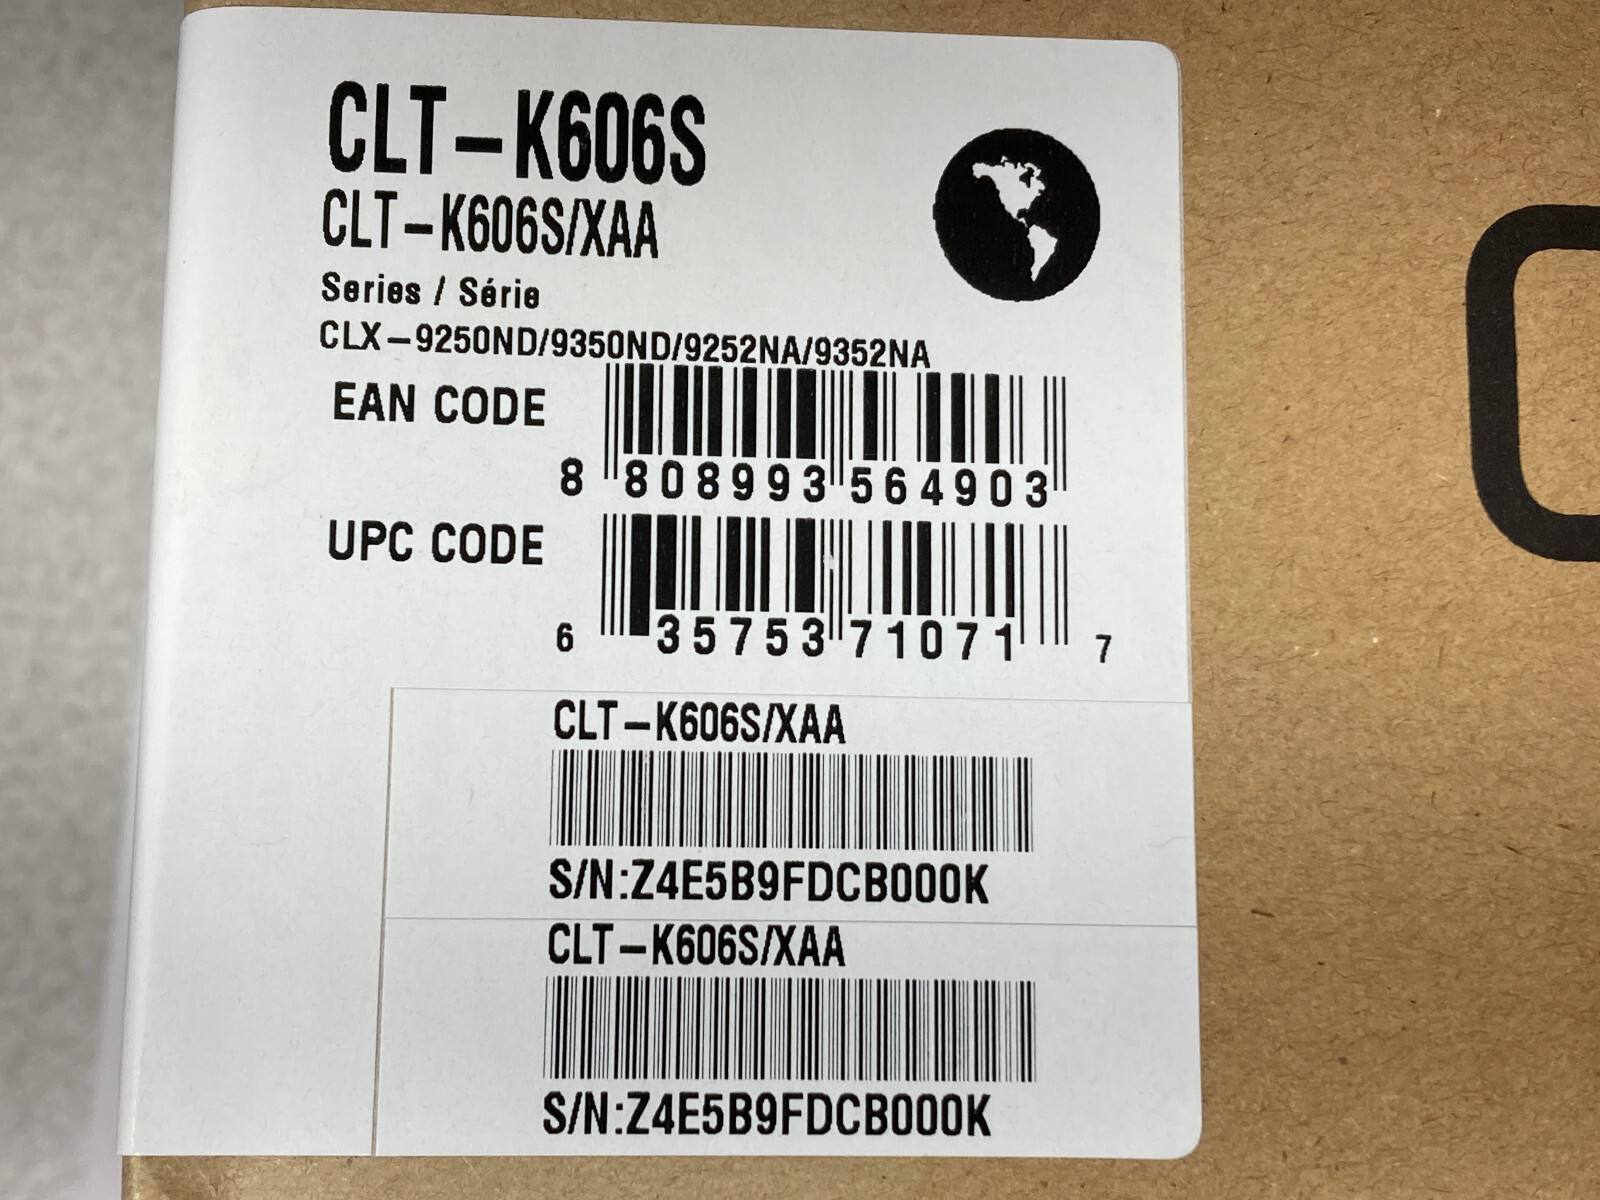 CLT-K606S
CLT-K606S/XAA
Series / Série
CLX-9250ND/9350ND/9252NA/9352NA
EAN CODE
8 808993 564903
UPC CODE
6 35753 71071 7
CLT-K606S/XAA
S/N:Z4E5B9FDCB000K
CLT-K606S/XAA
S/N:Z4E5B9FDCB000K